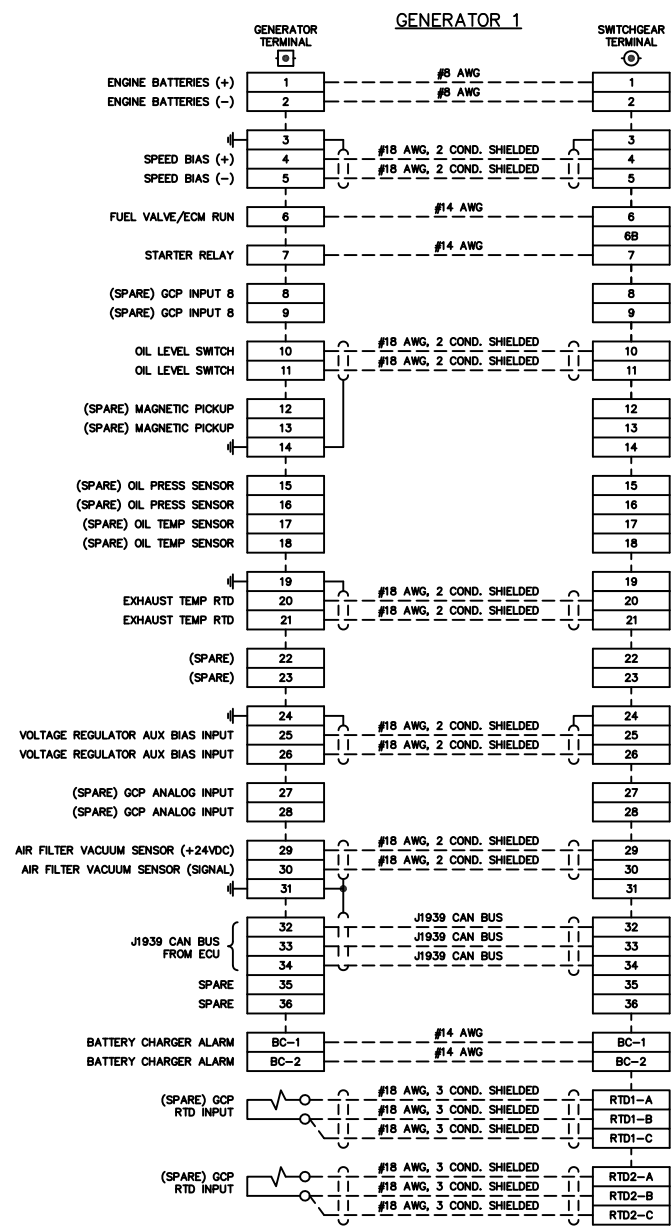 GENERATOR 1
GENERATOR TERMINAL
SWITCHGEAR TERMINAL
ENGINE BATTERIES (+) 1 #8 AWG 1
ENGINE BATTERIES (-) 2 #8 AWG 2
3 3
SPEED BIAS (+) 4 #18 AWG, 2 COND. SHIELDED 4
SPEED BIAS (-) 5 #18 AWG, 2 COND. SHIELDED 5
FUEL VALVE/ECM RUN 6 #14 AWG 6
6B
STARTER RELAY 7 #14 AWG 7
(SPARE) GCP INPUT 8 8 8
(SPARE) GCP INPUT 8 9 9
OIL LEVEL SWITCH 10 #18 AWG, 2 COND. SHIELDED 10
OIL LEVEL SWITCH 11 #18 AWG, 2 COND. SHIELDED 11
(SPARE) MAGNETIC PICKUP 12 12
(SPARE) MAGNETIC PICKUP 13 13
14 14
(SPARE) OIL PRESS SENSOR 15 15
(SPARE) OIL PRESS SENSOR 16 16
(SPARE) OIL TEMP SENSOR 17 17
(SPARE) OIL TEMP SENSOR 18 18
19 19
EXHAUST TEMP RTD 20 #18 AWG, 2 COND. SHIELDED 20
EXHAUST TEMP RTD 21 #18 AWG, 2 COND. SHIELDED 21
(SPARE) 22 22
(SPARE) 23 23
24 24
VOLTAGE REGULATOR AUX BIAS INPUT 25 #18 AWG, 2 COND. SHIELDED 25
VOLTAGE REGULATOR AUX BIAS INPUT 26 #18 AWG, 2 COND. SHIELDED 26
(SPARE) GCP ANALOG INPUT 27 27
(SPARE) GCP ANALOG INPUT 28 28
AIR FILTER VACUUM SENSOR (+24VDC) 29 #18 AWG, 2 COND. SHIELDED 29
AIR FILTER VACUUM SENSOR (SIGNAL) 30 #18 AWG, 2 COND. SHIELDED 30
31 31
32 J1939 CAN BUS 32
J1939 CAN BUS FROM ECU 33 J1939 CAN BUS 33
34 J1939 CAN BUS 34
SPARE 35 35
SPARE 36 36
BATTERY CHARGER ALARM BC-1 #14 AWG BC-1
BATTERY CHARGER ALARM BC-2 #14 AWG BC-2
(SPARE) GCP RTD INPUT #18 AWG, 3 COND. SHIELDED RTD1-A
#18 AWG, 3 COND. SHIELDED RTD1-B
#18 AWG, 3 COND. SHIELDED RTD1-C
(SPARE) GCP RTD INPUT #18 AWG, 3 COND. SHIELDED RTD2-A
#18 AWG, 3 COND. SHIELDED RTD2-B
#18 AWG, 3 COND. SHIELDED RTD2-C